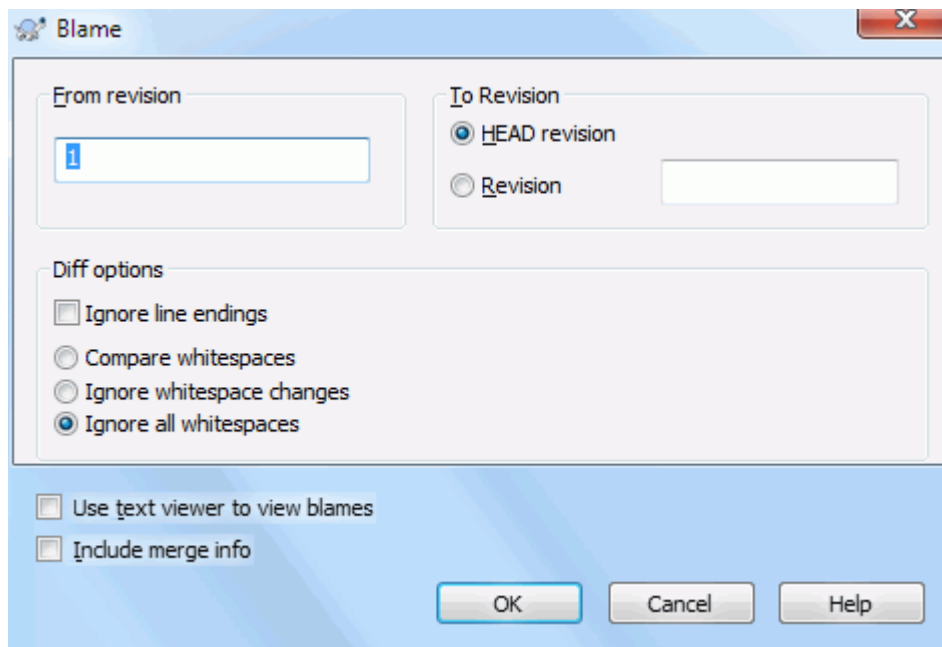 Blame
From revision
1
To Revision
HEAD revision
Revision
Diff options
Ignore line endings
Compare whitespaces
Ignore whitespace changes
Ignore all whitespaces
Use text viewer to view blames
Include merge info
OK Cancel Help